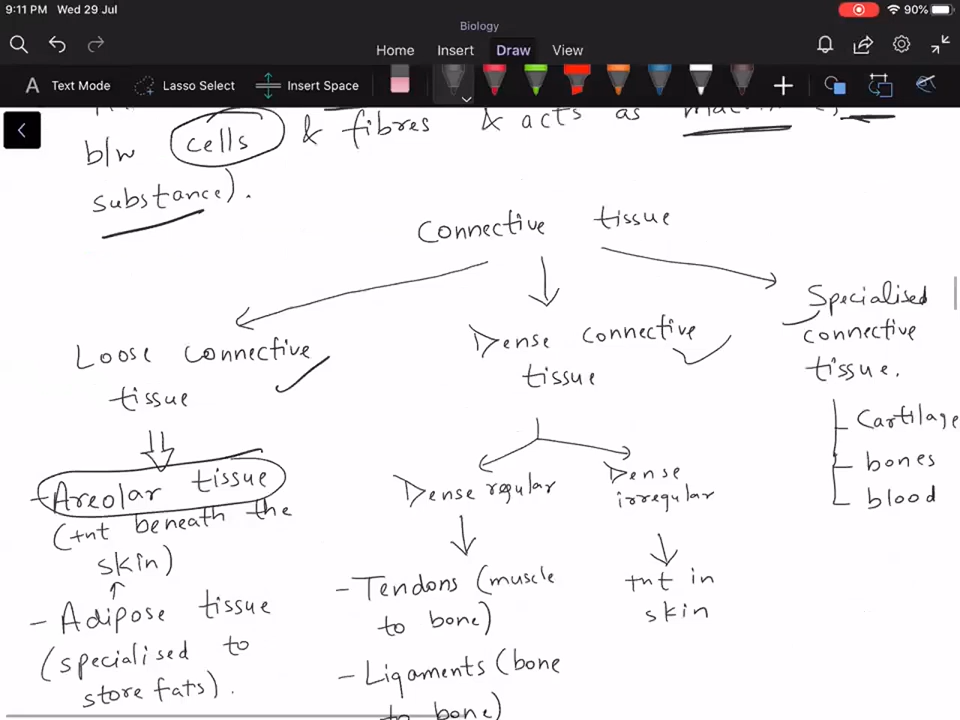 9:11 PM Wed 29 Jul
90%
Biology
Home Insert Draw View
A Text Mode Lasso Select Insert Space
b/w cells & fibres & acts as
substance).
Connective tissue
Loose connective
tissue
Areolar tissue
(tnt beneath the
skin)
- Adipose tissue
(specialised to
store fats).
Dense connective
tissue
Dense regular
- Tendons (muscle
to bone)
- Ligaments (bone
to bone)
Dense
irregular
tnt in
skin
Specialised
connective
tissue.
Cartilage
bones
blood